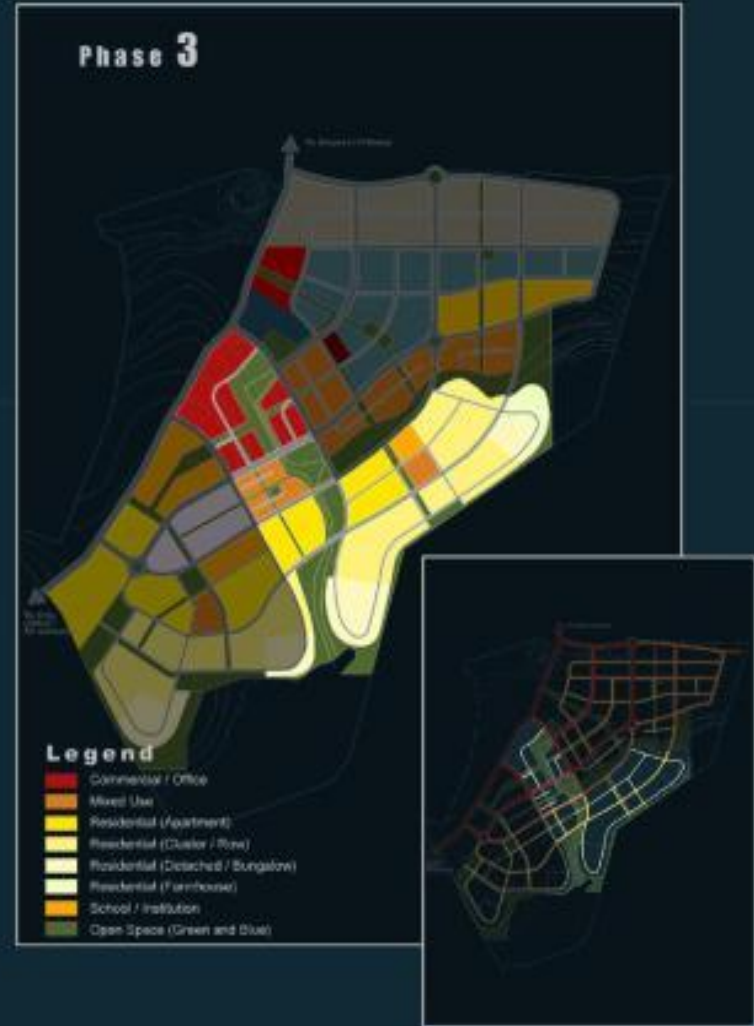 Phase 3
Legend
Commercial / Office
Mixed Use
Residential (Apartment)
Residential (Cluster / Row)
Residential (Detached / Bungalow)
Residential (Farmhouse)
School / Institution
Open Space (Green and Blue)